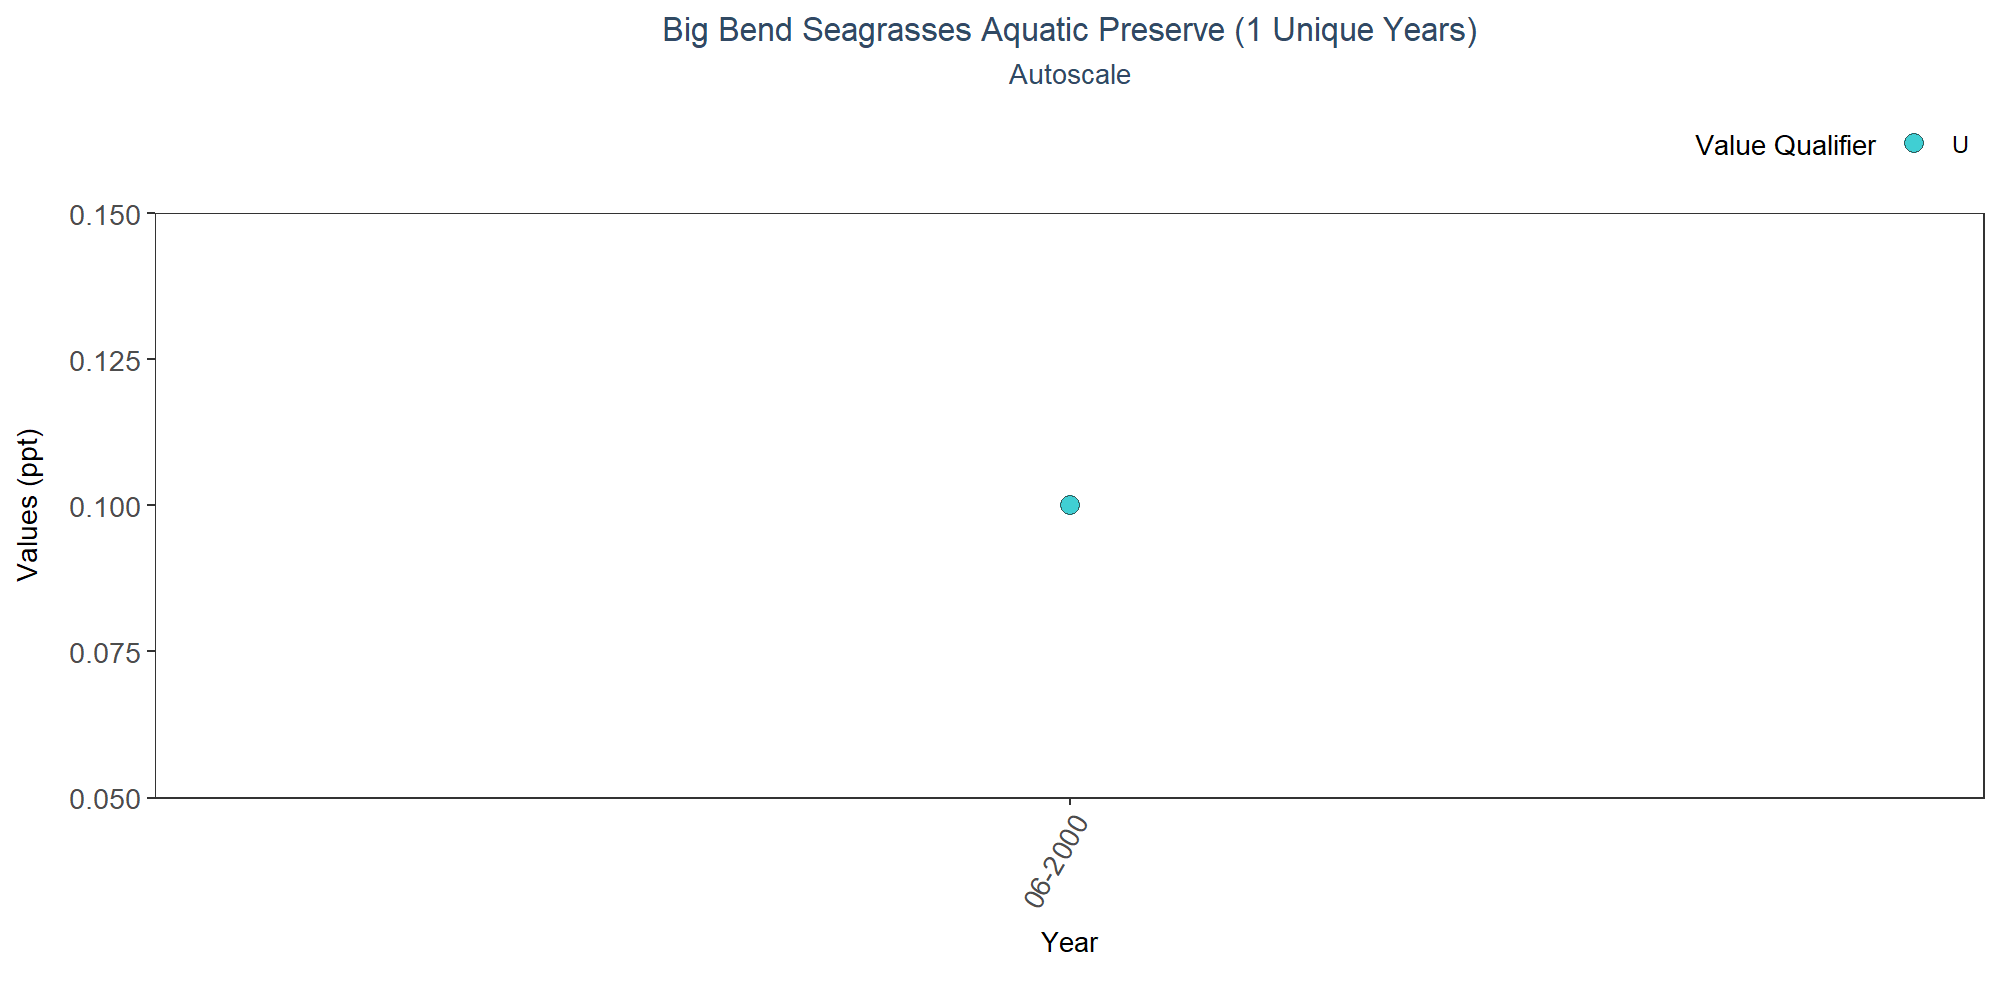 Big Bend Seagrasses Aquatic Preserve (1 Unique Years)
Autoscale
Value Qualifier U
0.150
0.125
0.100
0.075
0.050
Values (ppt)
06-2000
Year